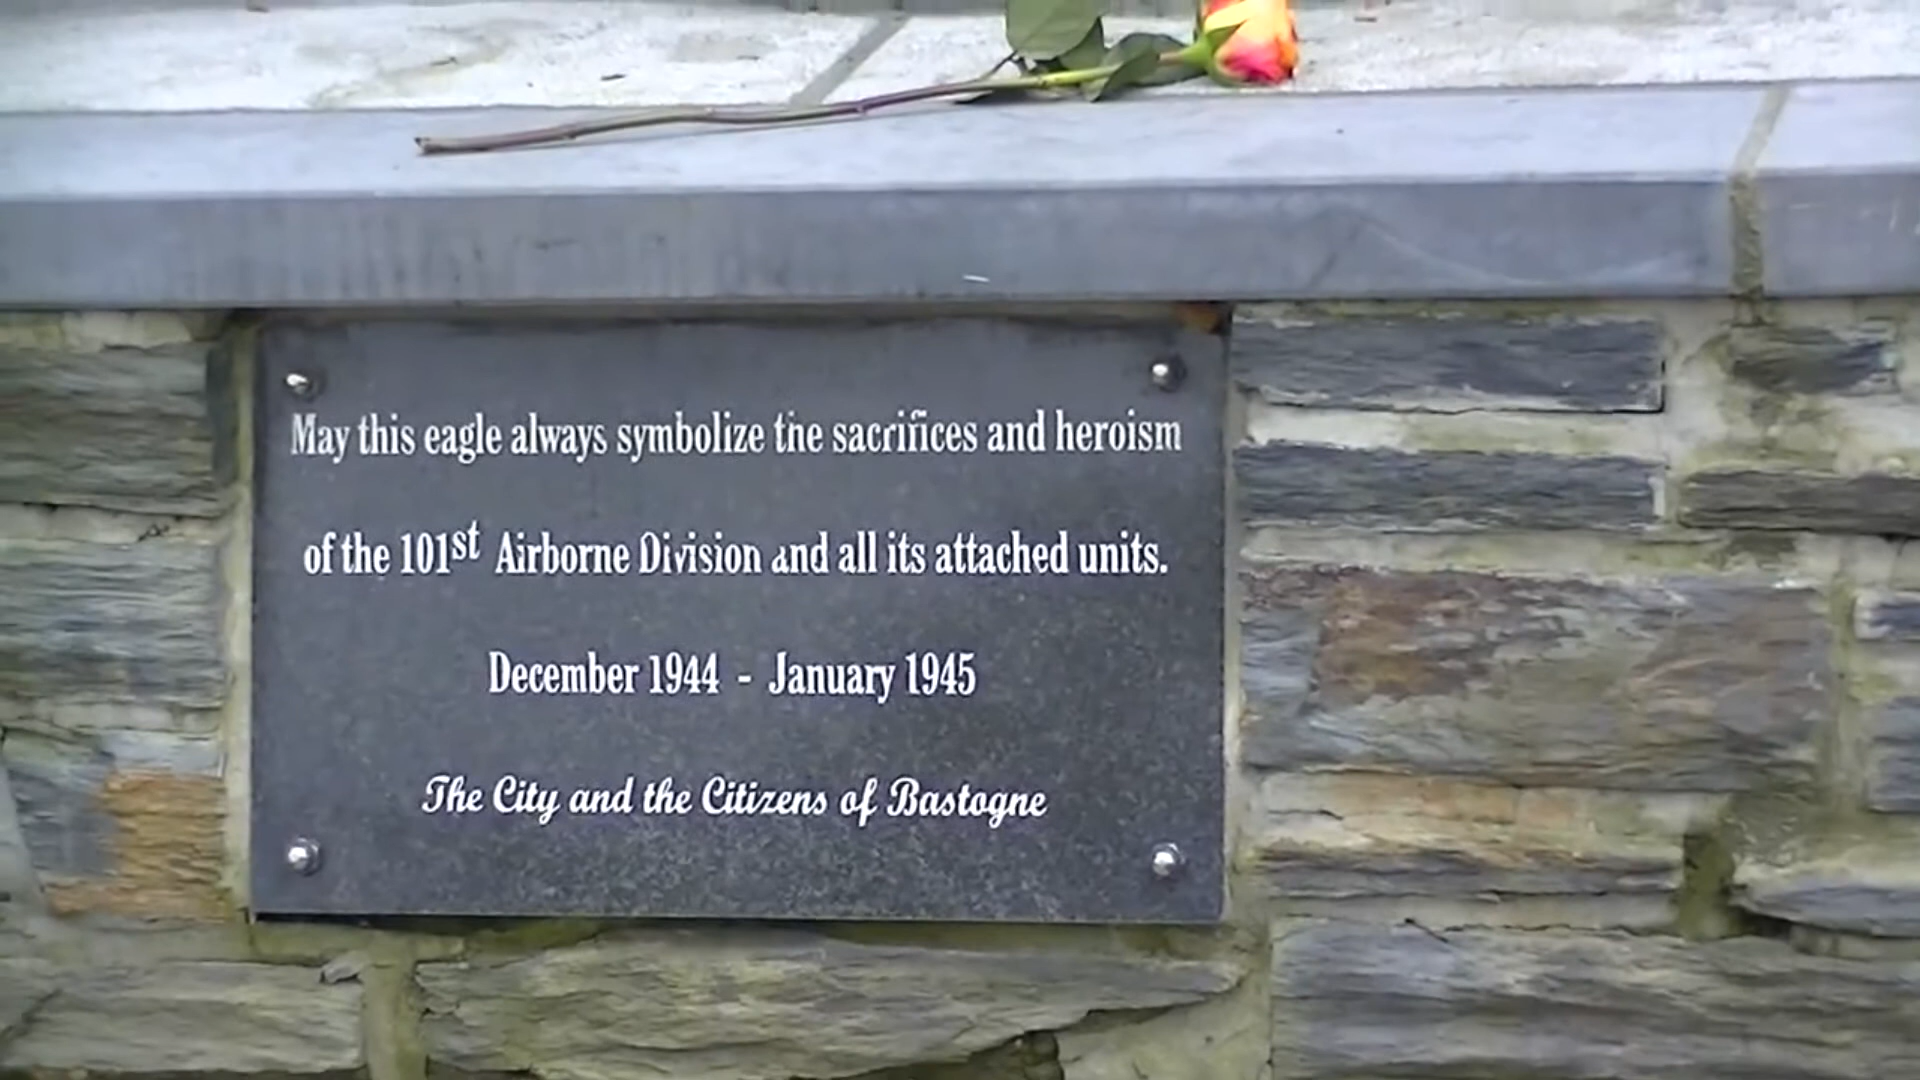 May this eagle always symbolize the sacrifices and heroism
of the 101st Airborne Division and all its attached units.
December 1944 - January 1945
The City and the Citizens of Bastogne